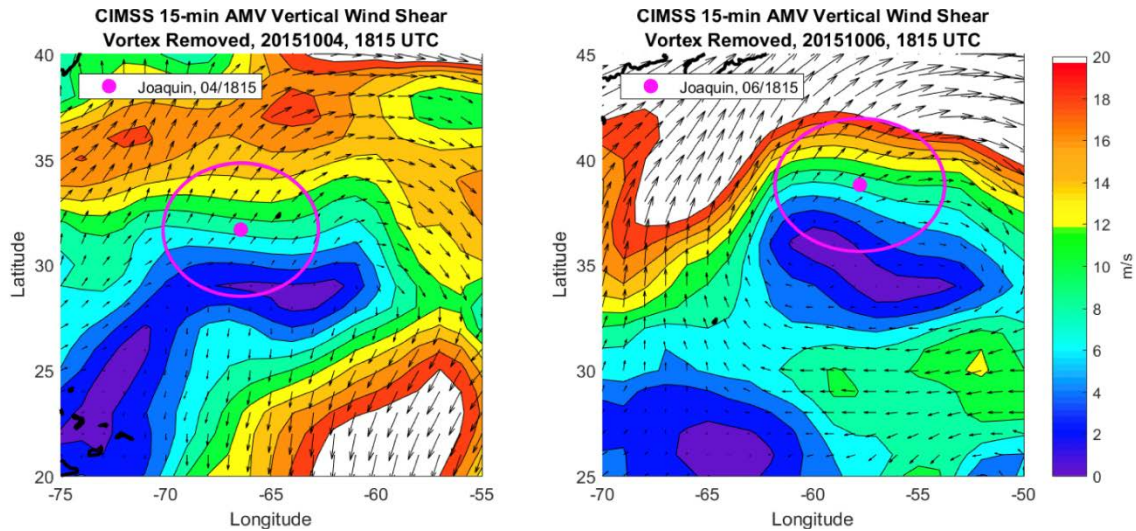 CIMSS 15-min AMV Vertical Wind Shear
Vortex Removed, 20151004, 1815 UTC
Joaquin, 04/1815
40
35
30
25
20
Latitude
-75
-70
-65
-60
-55
Longitude
CIMSS 15-min AMV Vertical Wind Shear
Vortex Removed, 20151006, 1815 UTC
Joaquin, 06/1815
45
40
35
30
25
Latitude
-70
-65
-60
-55
-50
Longitude
20
18
16
14
12
10
8
6
4
2
0
m/s